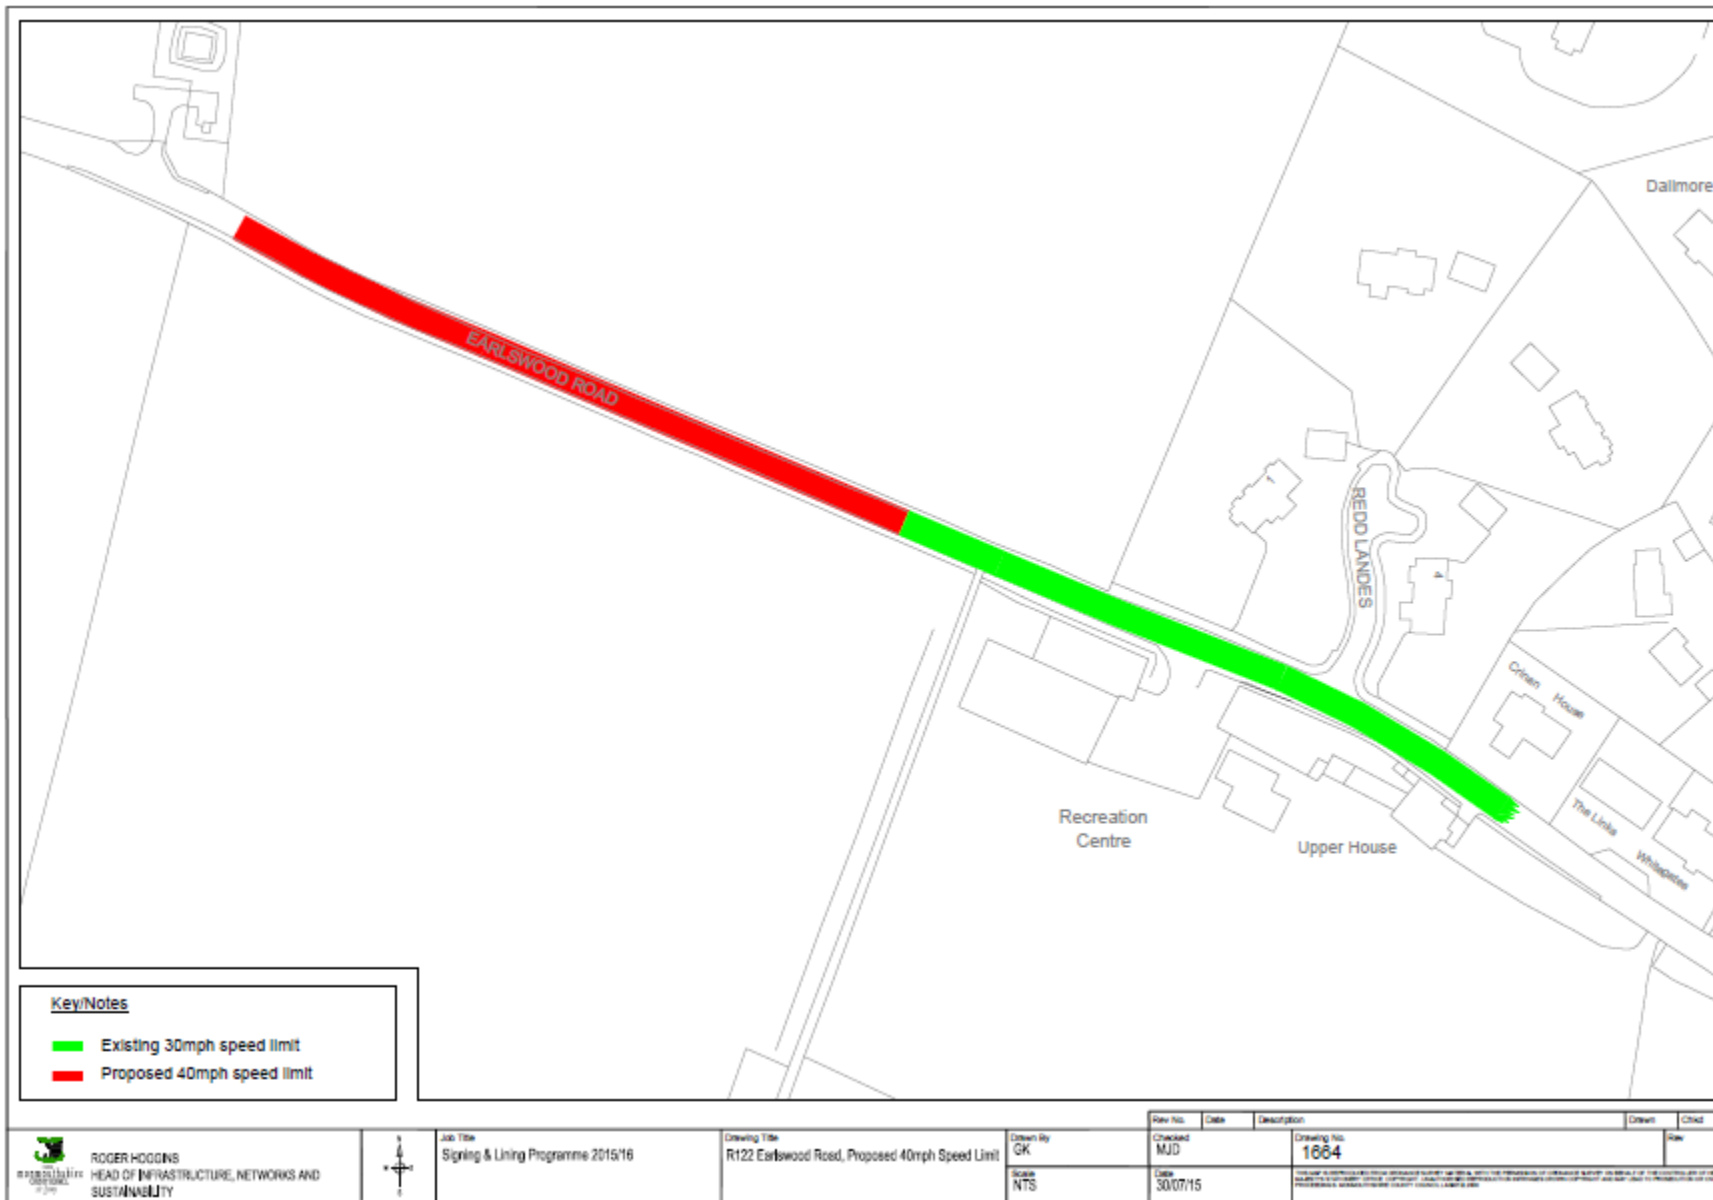 Dallmore
EARLSWOOD ROAD
1
REDD LANDES
4
Crinan House
The Links
Whitegates
Recreation
Centre
Upper House
Key/Notes
Existing 30mph speed limit
Proposed 40mph speed limit
Rev No.
Date
Description
Drawn
Chkd
ROGER HOGGINS
HEAD OF INFRASTRUCTURE, NETWORKS AND
SUSTAINABILITY
Job Title
Signing & Lining Programme 2015/16
Drawing Title
R122 Earlswood Road, Proposed 40mph Speed Limit
Drawn By
GK
Checked
MJD
Drawing No.
1664
Rev
Scale
NTS
Date
30/07/15